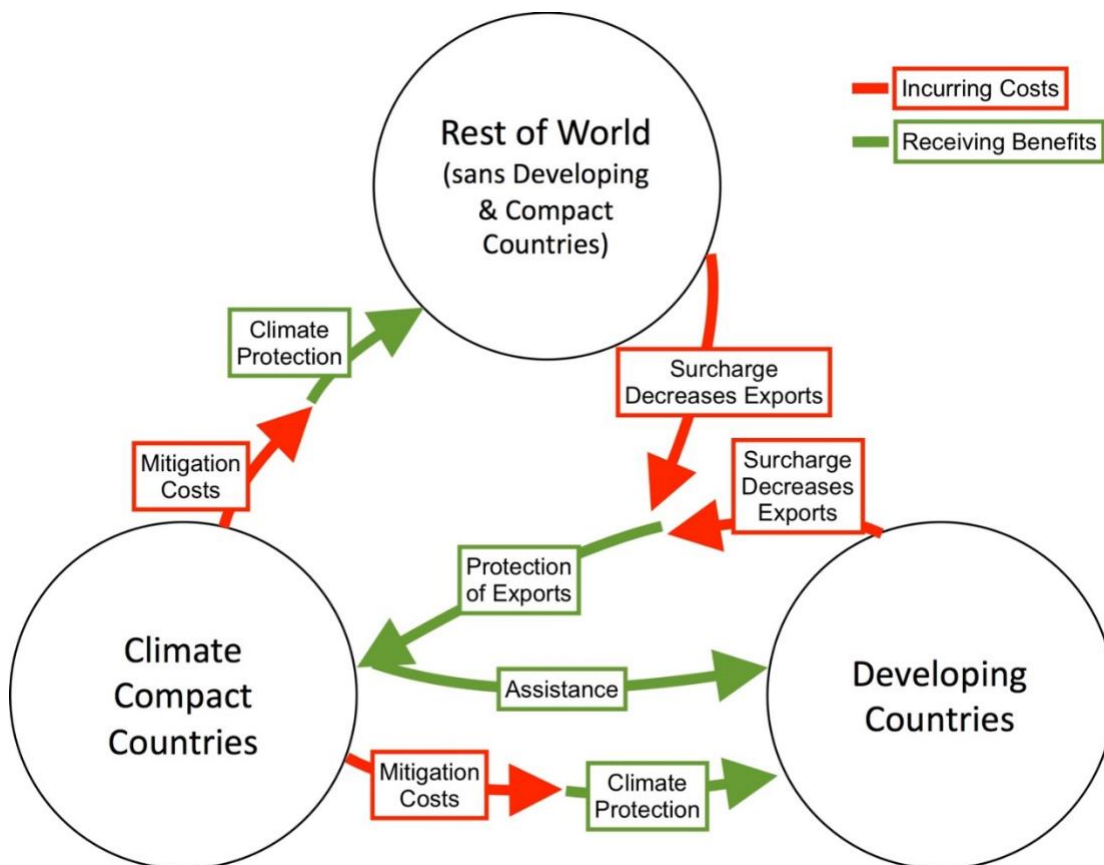 Rest of World
(sans Developing
& Compact
Countries)
Incurring Costs
Receiving Benefits
Climate
Protection
Mitigation
Costs
Surcharge
Decreases Exports
Surcharge
Decreases
Exports
Protection
of Exports
Assistance
Climate
Compact
Countries
Developing
Countries
Mitigation
Costs
Climate
Protection